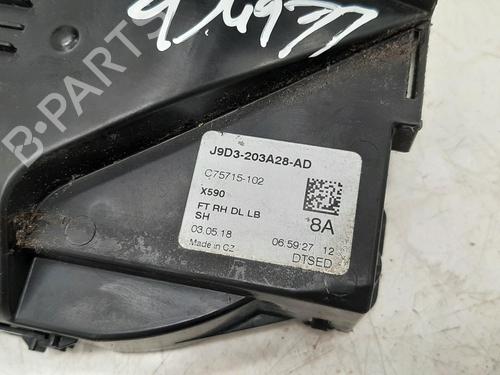 B-PARTS
J9D3-203A28-AD
C75715-102
X590
FT RH DL LB
SH
8A
03.05.18
06:59:27 12
Made in CZ
DTSED